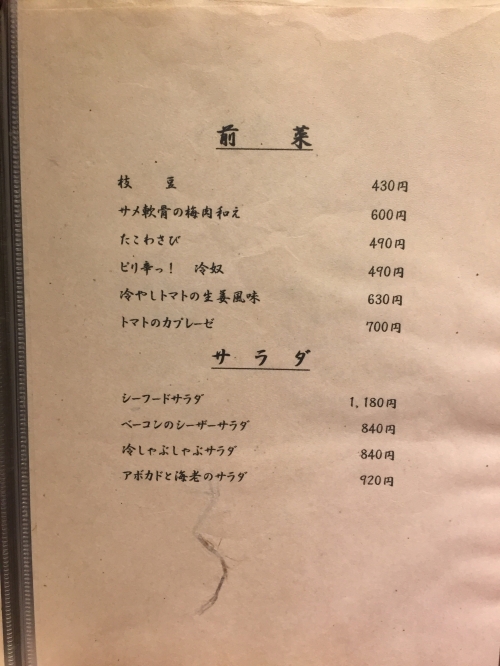 前　菜
枝　豆　430円
サメ軟骨の梅肉和え　600円
たこわさび　490円
ピリ辛っ！　冷奴　490円
冷やしトマトの生姜風味　630円
トマトのカプレーゼ　700円
サ ラ ダ
シーフードサラダ　1,180円
ベーコンのシーザーサラダ　840円
冷しゃぶしゃぶサラダ　840円
アボカドと海老のサラダ　920円